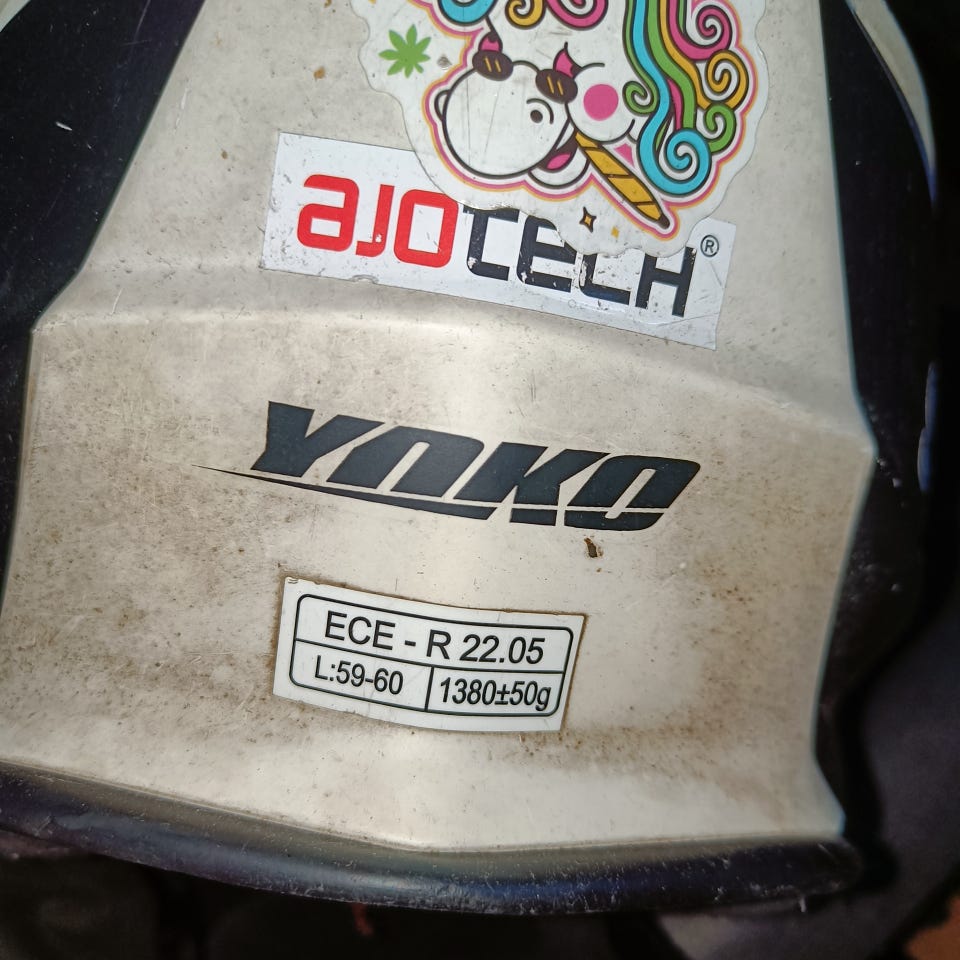 aJOTECH®
YOKO
ECE - R 22.05
L:59-60
1380±50g